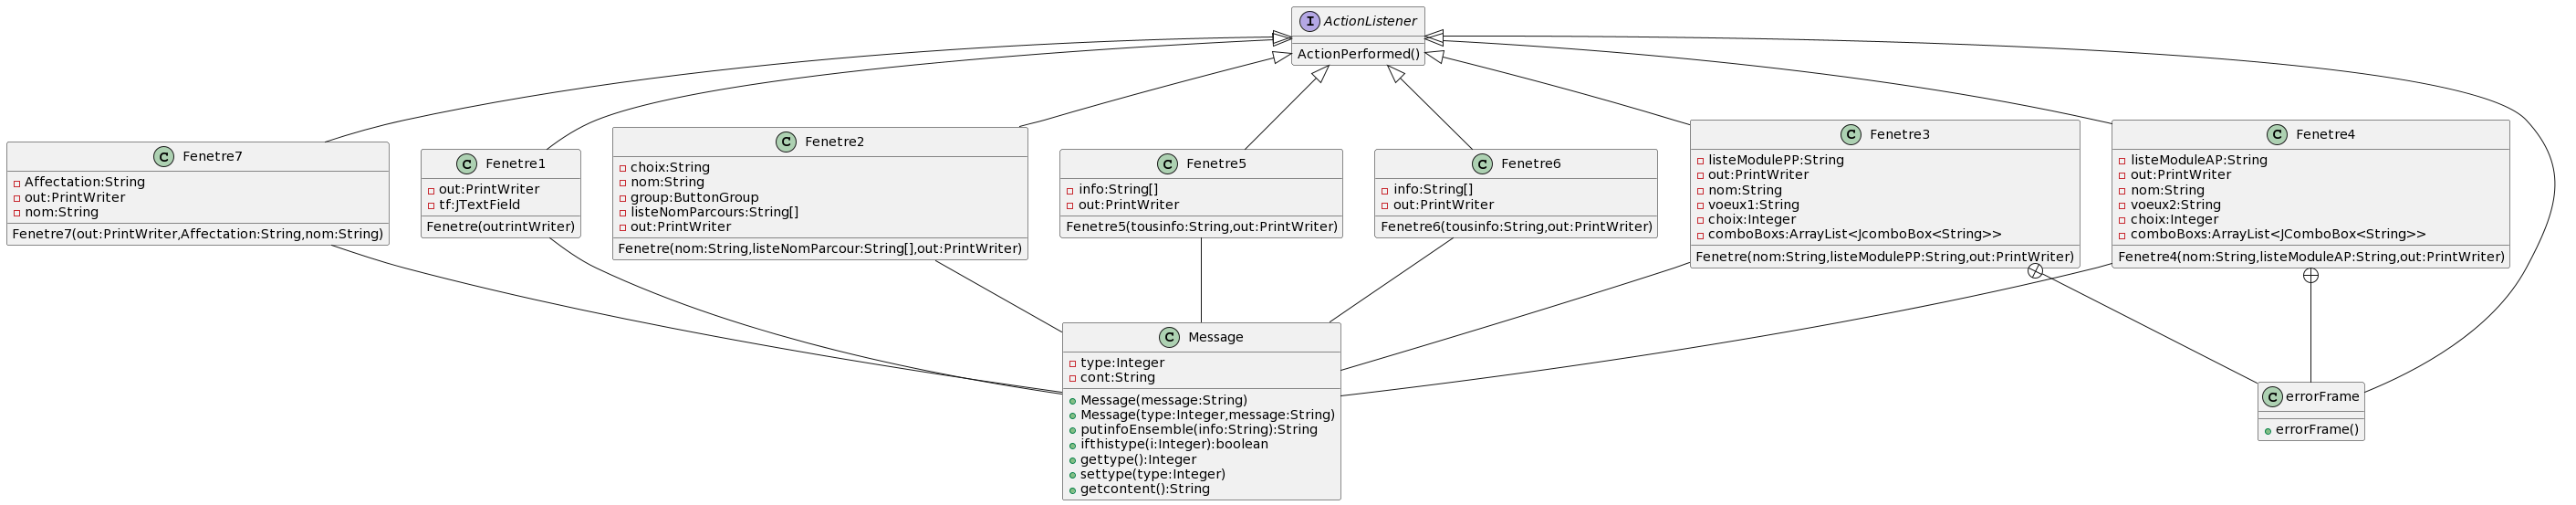 I ActionListener
ActionPerformed()
C Fenetre7
Affectation:String
out:PrintWriter
nom:String
Fenetre7(out:PrintWriter,Affectation:String,nom:String)
C Fenetre1
out:PrintWriter
tf:JTextField
Fenetre(outrintWriter)
C Fenetre2
choix:String
nom:String
group:ButtonGroup
listeNomParcours:String[]
out:PrintWriter
Fenetre(nom:String,listeNomParcour:String[],out:PrintWriter)
C Fenetre5
info:String[]
out:PrintWriter
Fenetre5(tousinfo:String,out:PrintWriter)
C Fenetre6
info:String[]
out:PrintWriter
Fenetre6(tousinfo:String,out:PrintWriter)
C Fenetre3
listeModulePP:String
out:PrintWriter
nom:String
voeux1:String
choix:Integer
comboBoxs:ArrayList<JcomboBox<String>>
Fenetre(nom:String,listeModulePP:String,out:PrintWriter)
C Fenetre4
listeModuleAP:String
out:PrintWriter
nom:String
voeux2:String
choix:Integer
comboBoxs:ArrayList<JComboBox<String>>
Fenetre4(nom:String,listeModuleAP:String,out:PrintWriter)
C Message
type:Integer
cont:String
Message(message:String)
Message(type:Integer,message:String)
putinfoEnsemble(info:String):String
ifthistype(i:Integer):boolean
gettype():Integer
settype(type:Integer)
getcontent():String
C errorFrame
errorFrame()